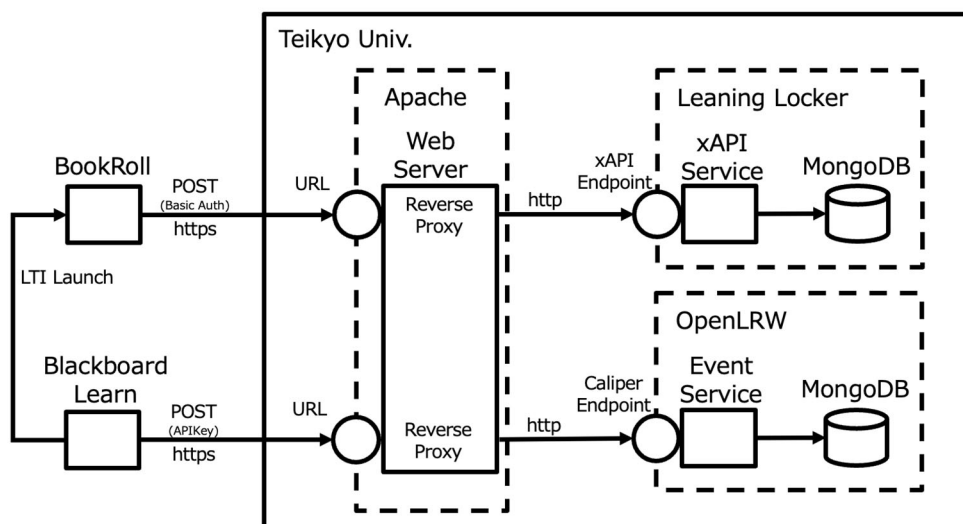 Teikyo Univ.
Apache
Web
Server
Leaning Locker
xAPI
Service
MongoDB
xAPI
Endpoint
BookRoll
POST
(Basic Auth)
https
URL
Reverse
Proxy
http
LTI Launch
OpenLRW
Event
Service
MongoDB
Caliper
Endpoint
Blackboard
Learn
POST
(APIKey)
https
URL
Reverse
Proxy
http